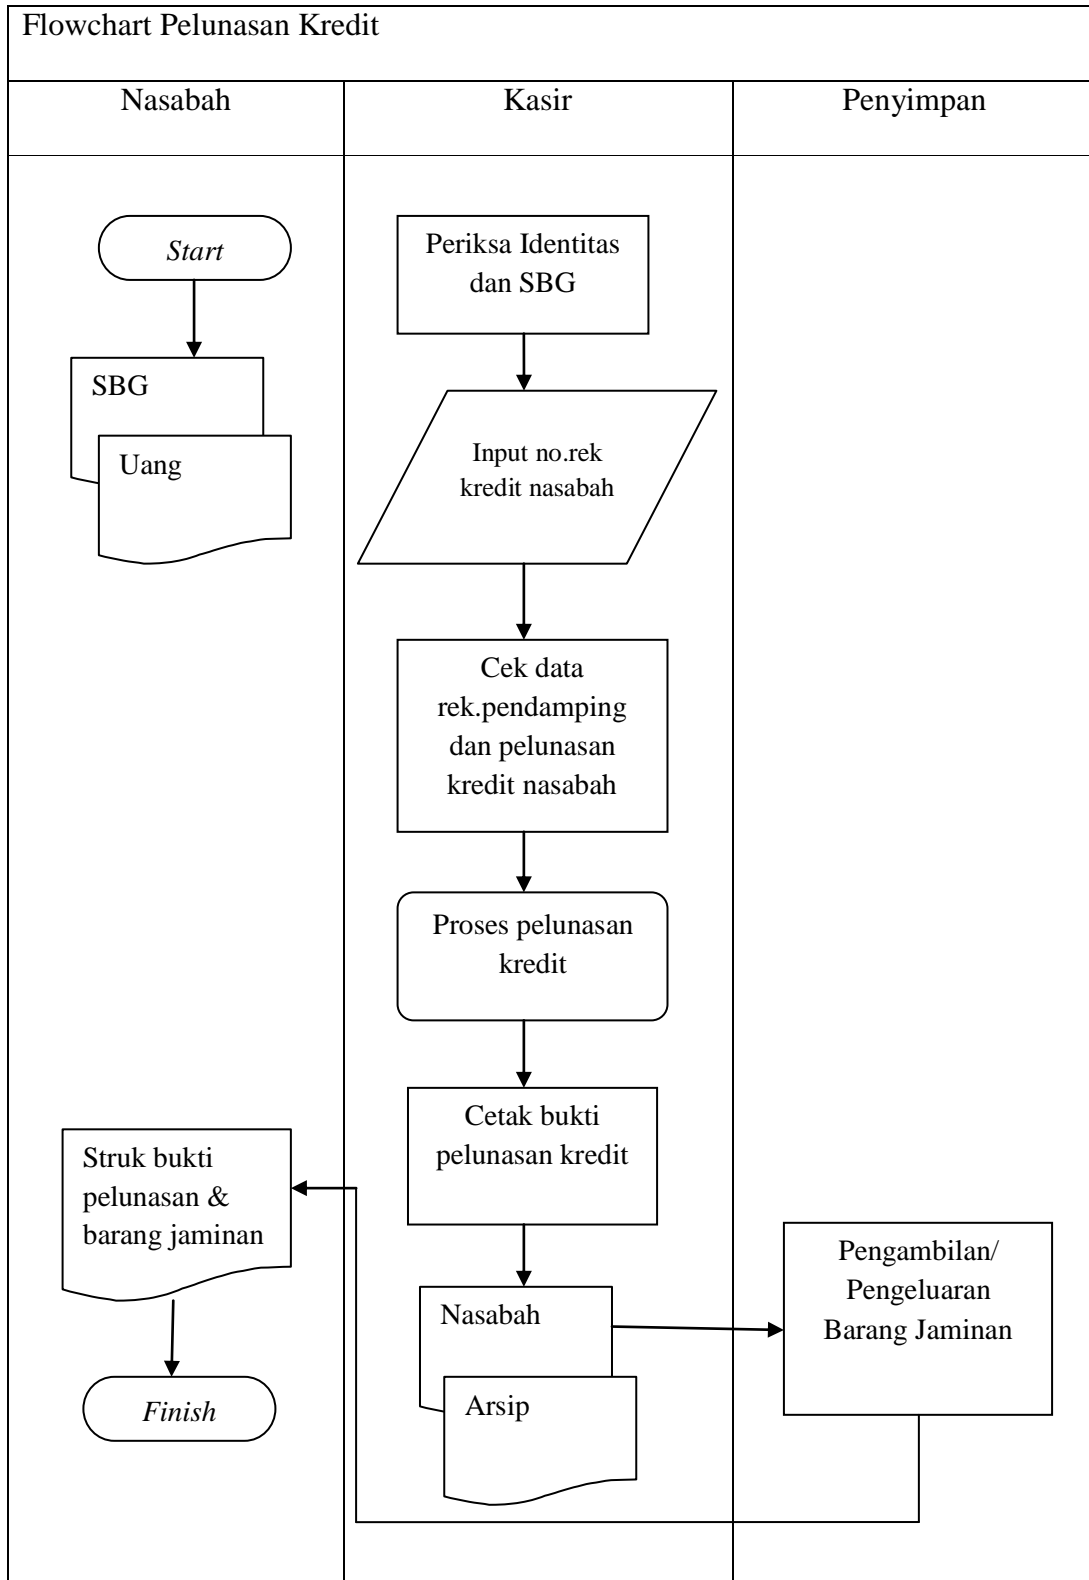 Flowchart Pelunasan Kredit
Nasabah
Kasir
Penyimpan
Start
SBG
Uang
Periksa Identitas
dan SBG
Input no.rek
kredit nasabah
Cek data
rek.pendamping
dan pelunasan
kredit nasabah
Proses pelunasan
kredit
Cetak bukti
pelunasan kredit
Nasabah
Arsip
Pengambilan/
Pengeluaran
Barang Jaminan
Struk bukti
pelunasan &
barang jaminan
Finish